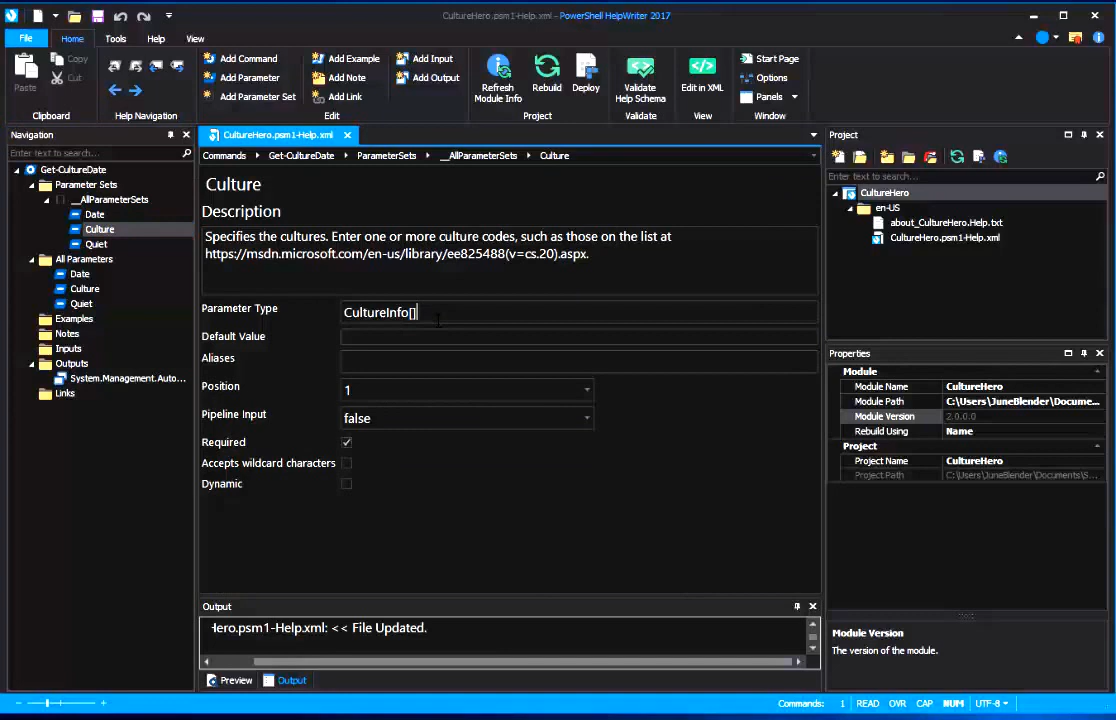 CultureHero.psm1-Help.xml - PowerShell HelpWriter 2017
File
Home
Tools
Help
View
Paste
Copy
Cut
Clipboard
Help Navigation
Add Command
Add Parameter
Add Parameter Set
Add Example
Add Note
Add Link
Add Input
Add Output
Edit
Refresh
Module Info
Rebuild
Deploy
Project
Validate
Help Schema
Validate
Edit in XML
View
Start Page
Options
Panels
Window
Navigation
Enter text to search...
Get-CultureDate
Parameter Sets
__AllParameterSets
Date
Culture
Quiet
All Parameters
Date
Culture
Quiet
Examples
Notes
Inputs
Outputs
System.Management.Auto...
Links
CultureHero.psm1-Help.xml
Commands
Get-CultureDate
ParameterSets
__AllParameterSets
Culture
Culture
Description
Specifies the cultures. Enter one or more culture codes, such as those on the list at
https://msdn.microsoft.com/en-us/library/ee825488(v=cs.20).aspx.
Parameter Type
CultureInfo[]
Default Value
Aliases
Position
1
Pipeline Input
false
Required
Accepts wildcard characters
Dynamic
Output
Hero.psm1-Help.xml: << File Updated.
Preview
Output
Project
Enter text to search...
CultureHero
en-US
about_CultureHero.Help.txt
CultureHero.psm1-Help.xml
Properties
Module
Module Name CultureHero
Module Path C:\Users\JuneBlender\Docume...
Module Version 2.0.0.0
Rebuild Using Name
Project
Project Name CultureHero
Project Path C:\Users\JuneBlender\Documents\S...
Module Version
The version of the module.
Commands: 1 READ OVR CAP NUM UTF-8